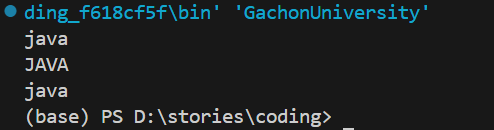 ding_f618cf5f\bin' 'GachonUniversity'
java
JAVA
java
(base) PS D:\stories\coding>